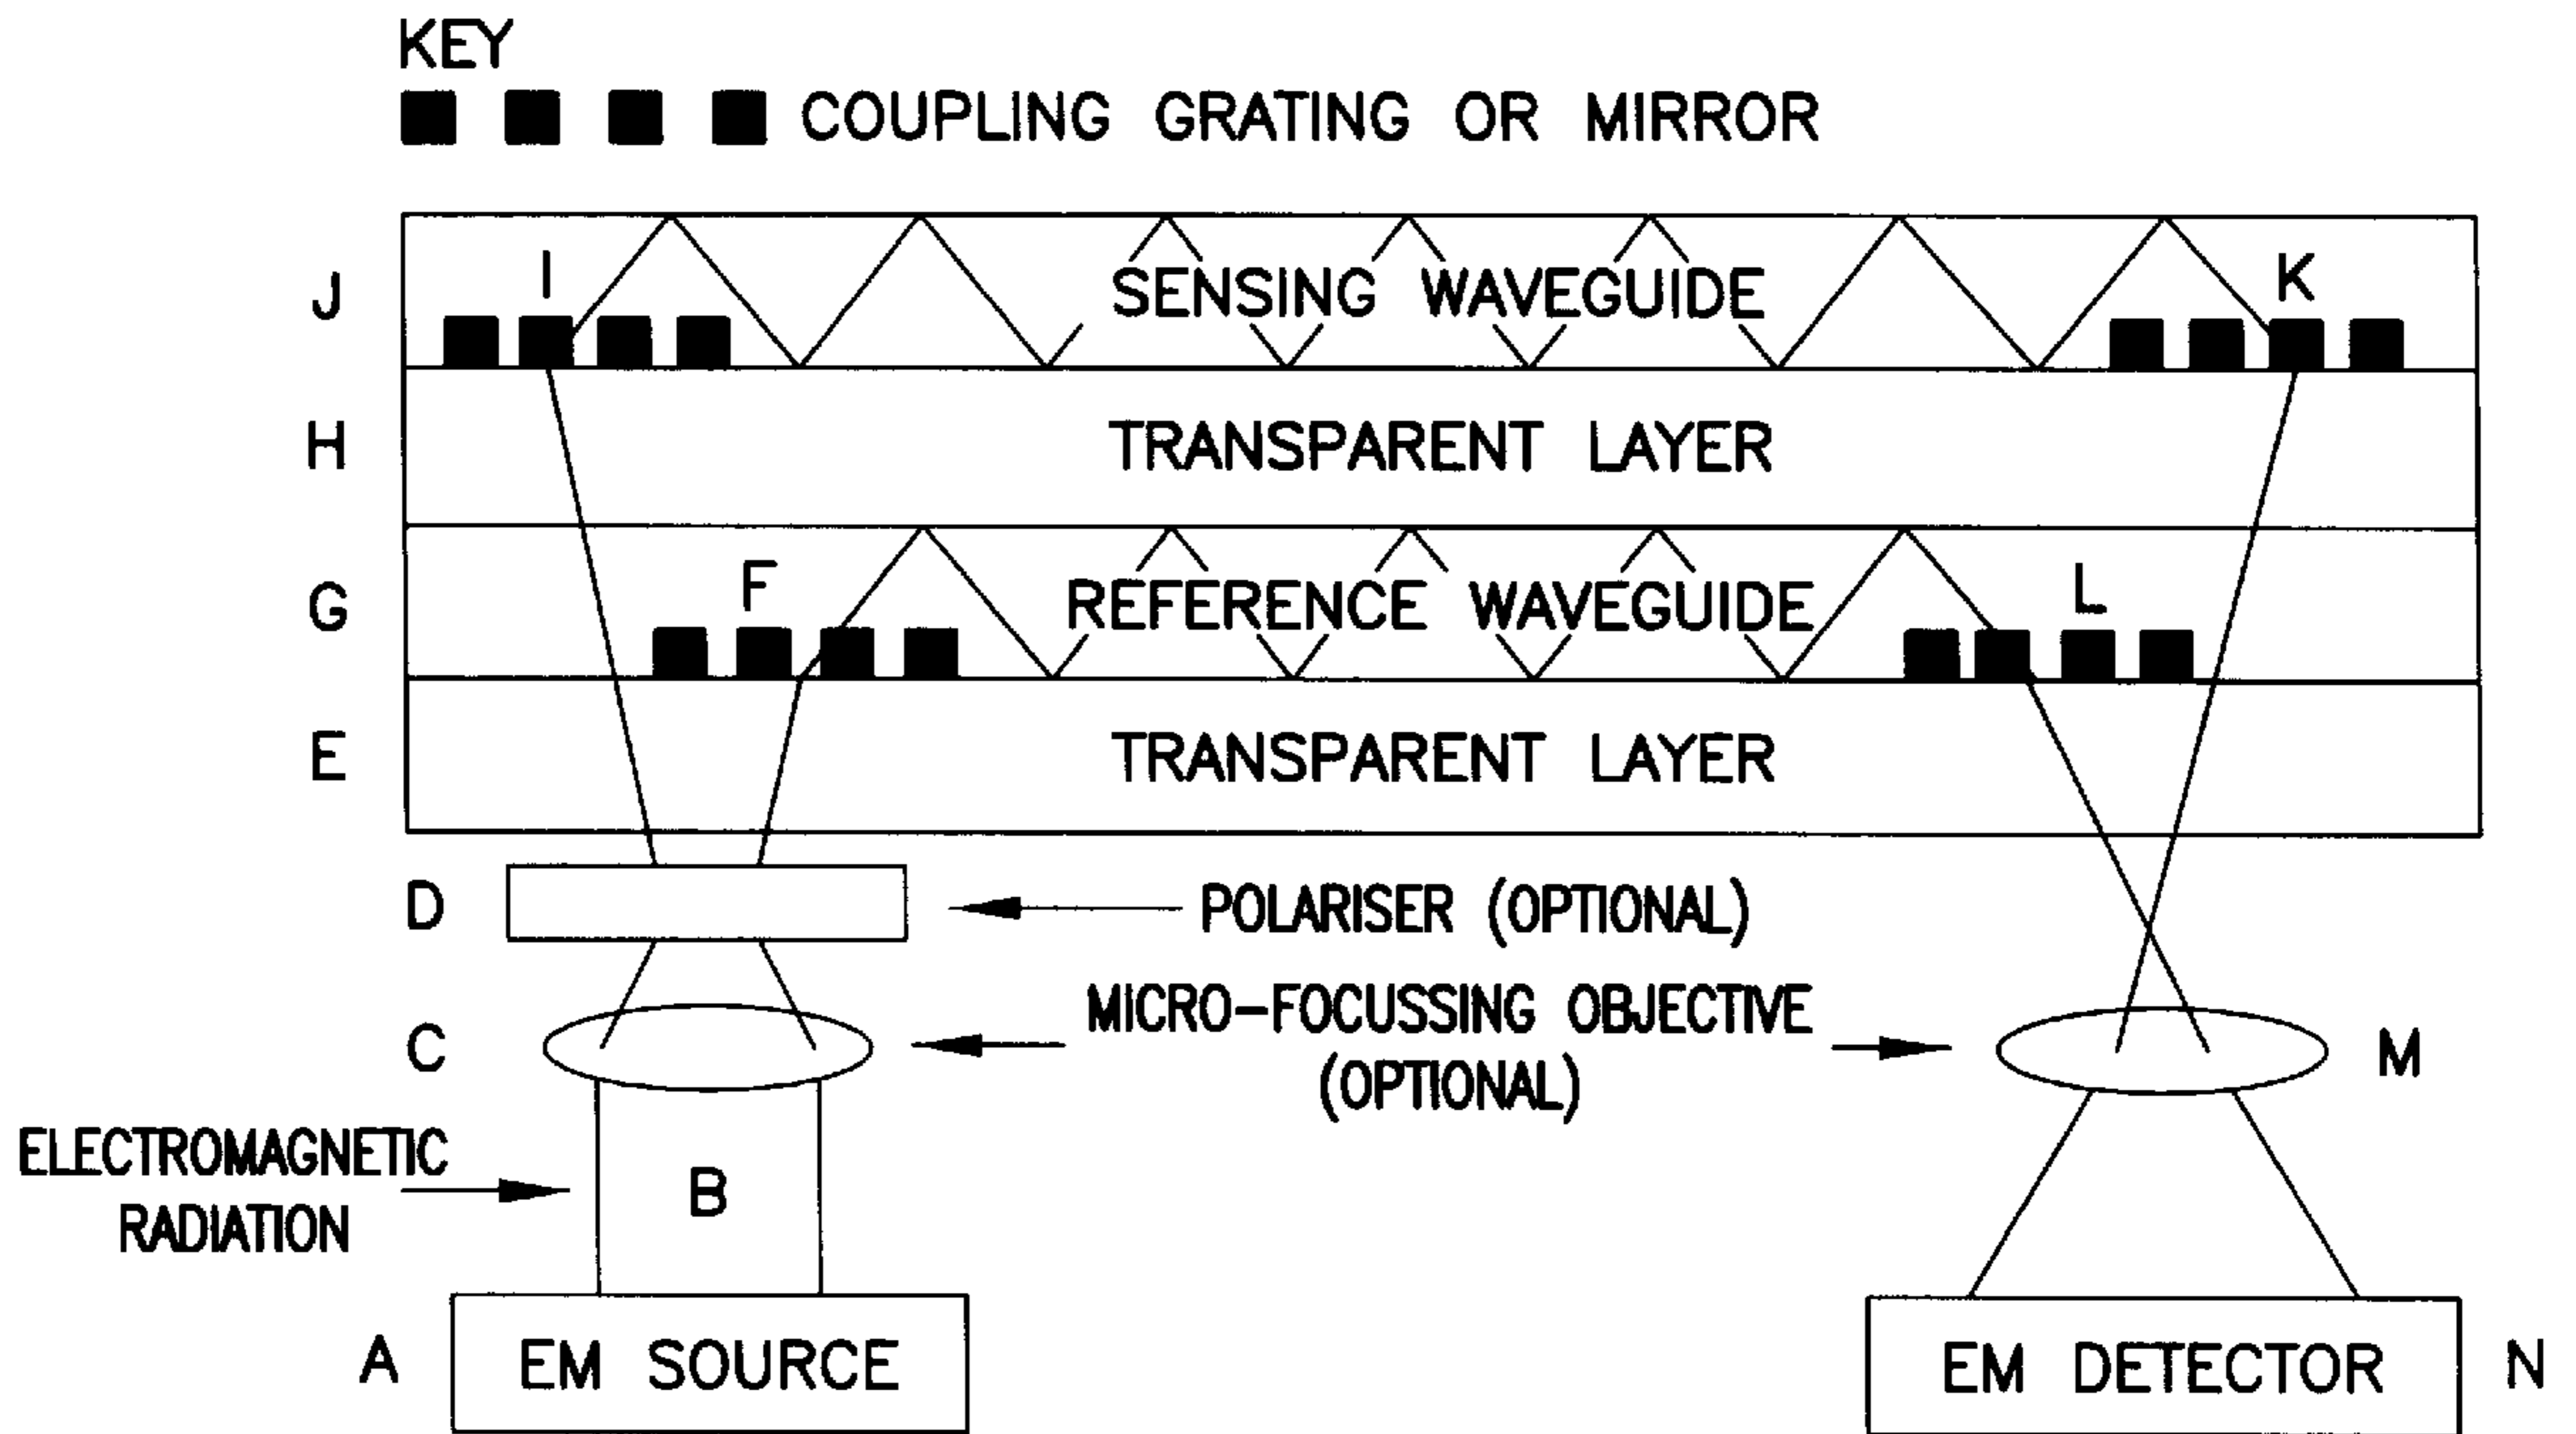 KEY
COUPLING GRATING OR MIRROR
I
K
J
SENSING WAVEGUIDE
H
TRANSPARENT LAYER
F
L
G
REFERENCE WAVEGUIDE
E
TRANSPARENT LAYER
D
POLARISER (OPTIONAL)
C
MICRO-FOCUSSING OBJECTIVE
(OPTIONAL)
M
ELECTROMAGNETIC
RADIATION
B
A
EM SOURCE
EM DETECTOR
N